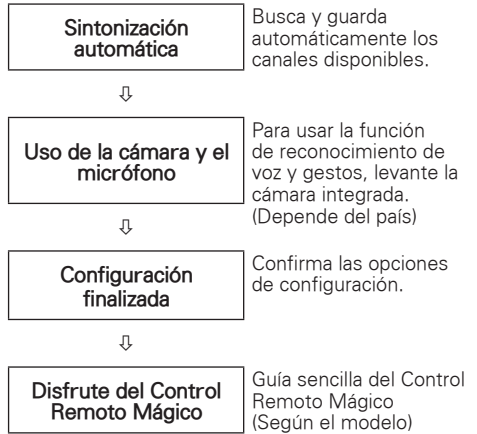 Sintonización
automática
Busca y guarda
automáticamente los
canales disponibles.
⇩
Uso de la cámara y el
micrófono
Para usar la función
de reconocimiento de
voz y gestos, levante la
cámara integrada.
(Depende del país)
⇩
Configuración
finalizada
Confirma las opciones
de configuración.
⇩
Disfrute del Control
Remoto Mágico
Guía sencilla del Control
Remoto Mágico
(Según el modelo)